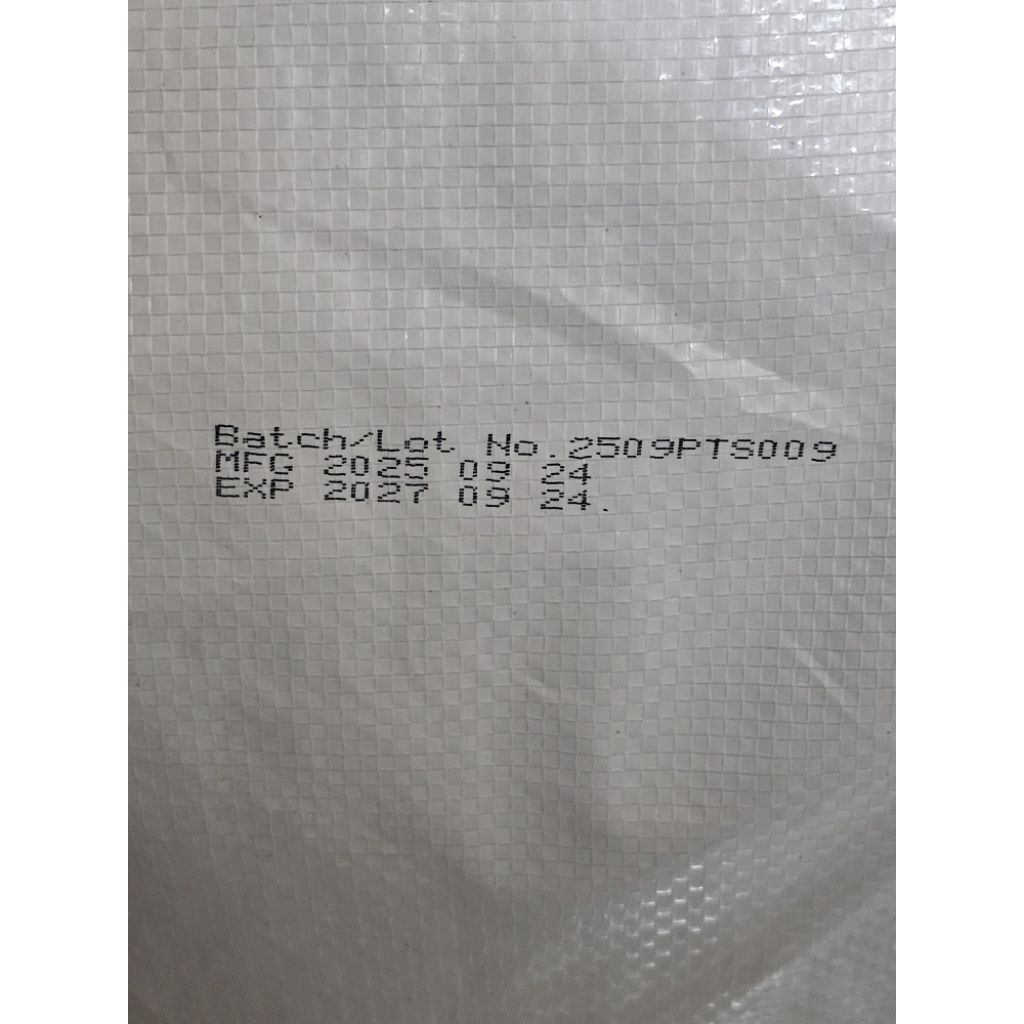 Batch/Lot No.2509PTS009
MFG 2025 09 24
EXP 2027 09 24.